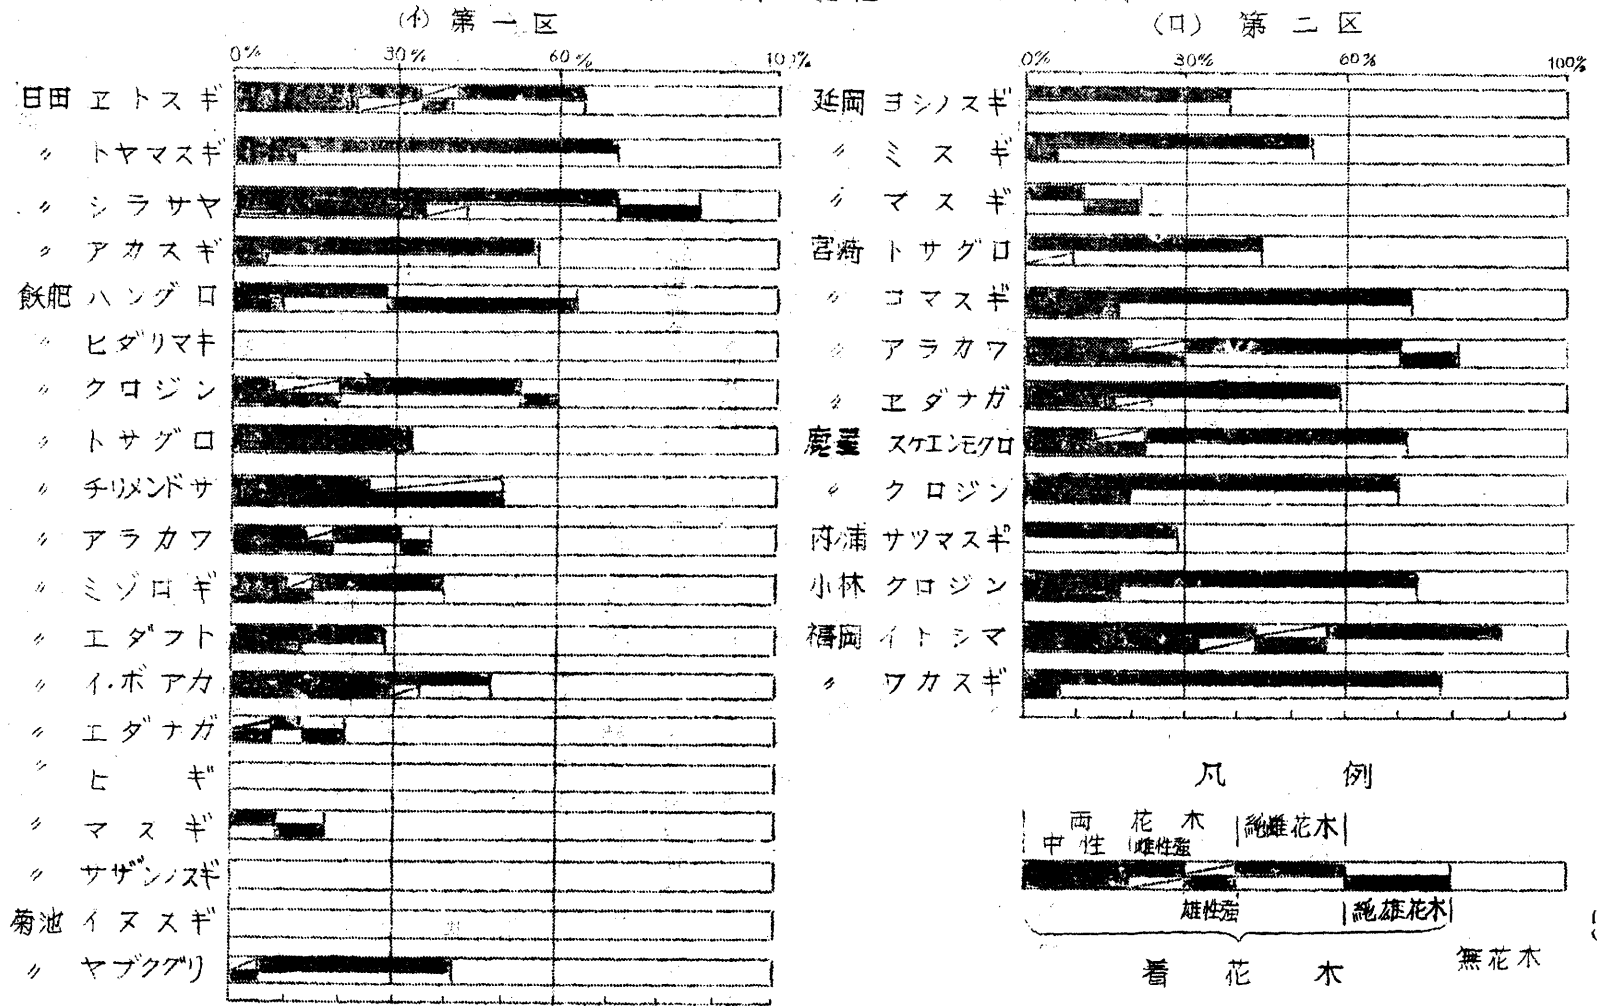 (イ) 第一区
0% 30% 60% 100%
日田 ヱトスギ
〃 トヤマスギ
〃 シラサヤ
〃 アカスギ
飫肥 ハングロ
〃 ヒダリマキ
〃 クロジン
〃 トサグロ
〃 チリメンドサ
〃 アラカワ
〃 ミゾロギ
〃 エダフト
〃 イボアカ
〃 エダナガ
〃 ヒギ
〃 マスギ
〃 サザンノスギ
菊池 イヌスギ
〃 ヤブクグリ
(ロ) 第二区
0% 30% 60% 100%
延岡 ヨシノスギ
〃 ミスギ
〃 マスギ
宮崎 トサグロ
〃 コマスギ
〃 アラカワ
〃 ヱダナガ
鹿屋 スケエンモクロ
〃 クロジン
内ノ浦 サツマスギ
小林 クロジン
福岡 イトシマ
〃 ワカスギ
凡例
両花木 純雌花木
中性 雌性強
雄性強 純雄花木
着花木 無花木